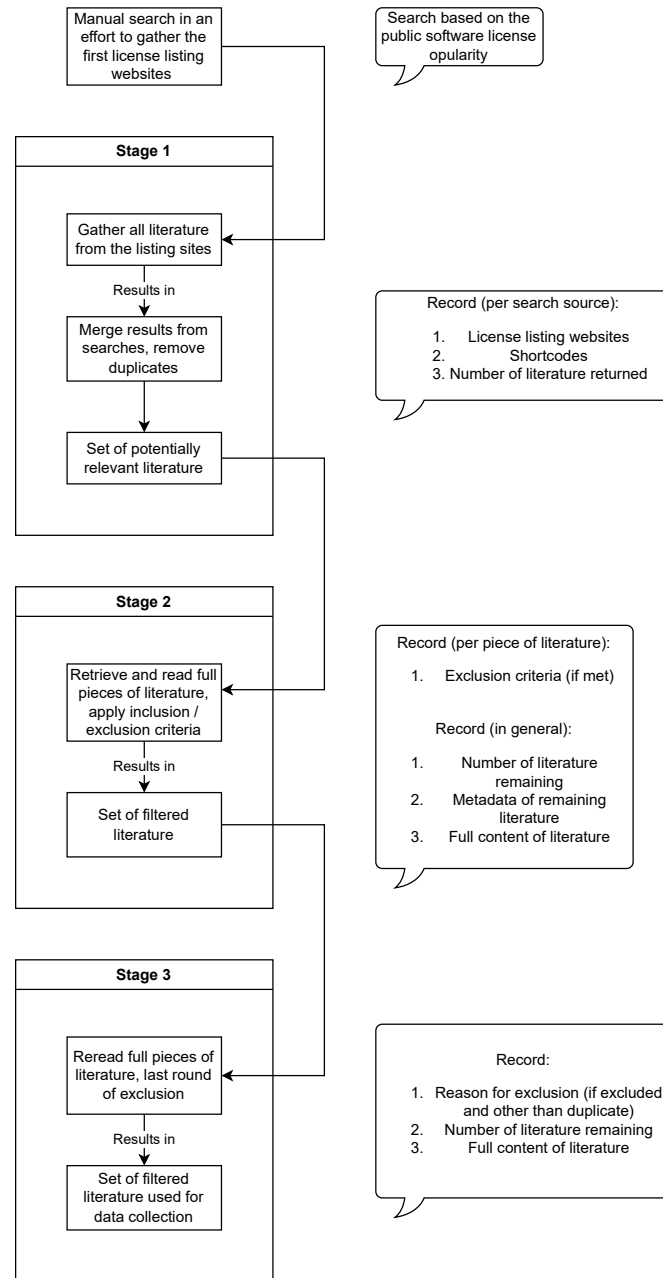 Manual search in an
effort to gather the
first license listing
websites
Search based on the
public software license
opularity
Stage 1
Gather all literature
from the listing sites
Results in
Merge results from
searches, remove
duplicates
Set of potentially
relevant literature
Record (per search source):
1. License listing websites
2. Shortcodes
3. Number of literature returned
Stage 2
Retrieve and read full
pieces of literature,
apply inclusion /
exclusion criteria
Results in
Set of filtered
literature
Record (per piece of literature):
1. Exclusion criteria (if met)
Record (in general):
1. Number of literature
remaining
2. Metadata of remaining
literature
3. Full content of literature
Stage 3
Reread full pieces of
literature, last round
of exclusion
Results in
Set of filtered
literature used for
data collection
Record:
1. Reason for exclusion (if excluded
and other than duplicate)
2. Number of literature remaining
3. Full content of literature